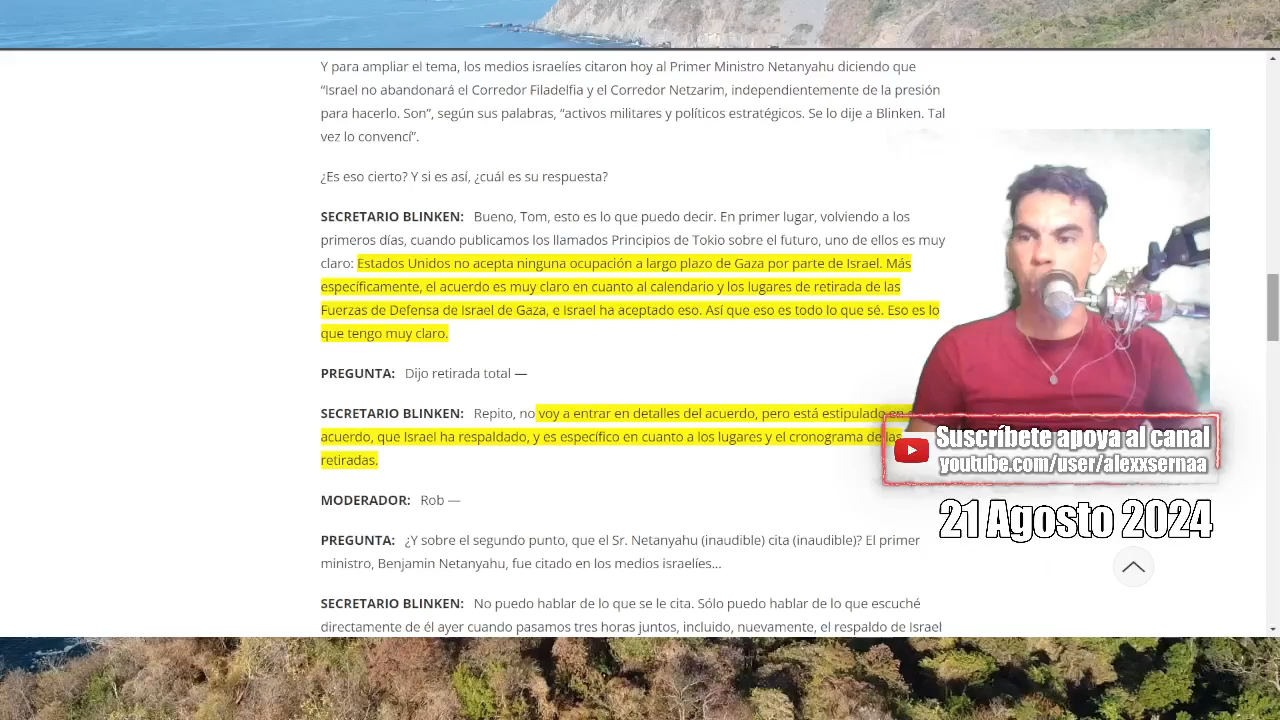 Y para ampliar el tema, los medios israelíes citaron hoy al Primer Ministro Netanyahu diciendo que
“Israel no abandonará el Corredor Filadelfia y el Corredor Netzarim, independientemente de la presión
para hacerlo. Son”, según sus palabras, “activos militares y políticos estratégicos. Se lo dije a Blinken. Tal
vez lo convencí”.
¿Es eso cierto? Y si es así, ¿cuál es su respuesta?
SECRETARIO BLINKEN: Bueno, Tom, esto es lo que puedo decir. En primer lugar, volviendo a los
primeros días, cuando publicamos los llamados Principios de Tokio sobre el futuro, uno de ellos es muy
claro: Estados Unidos no acepta ninguna ocupación a largo plazo de Gaza por parte de Israel. Más
específicamente, el acuerdo es muy claro en cuanto al calendario y los lugares de retirada de las
Fuerzas de Defensa de Israel de Gaza, e Israel ha aceptado eso. Así que eso es todo lo que sé. Eso es lo
que tengo muy claro.
PREGUNTA: Dijo retirada total —
SECRETARIO BLINKEN: Repito, no voy a entrar en detalles del acuerdo, pero está estipulado en
acuerdo, que Israel ha respaldado, y es específico en cuanto a los lugares y el cronograma de las
retiradas.
MODERADOR: Rob —
PREGUNTA: ¿Y sobre el segundo punto, que el Sr. Netanyahu (inaudible) cita (inaudible)? El primer
ministro, Benjamin Netanyahu, fue citado en los medios israelíes...
SECRETARIO BLINKEN: No puedo hablar de lo que se le cita. Sólo puedo hablar de lo que escuché
directamente de él ayer cuando pasamos tres horas juntos, incluido, nuevamente, el respaldo de Israel
Suscríbete apoya al canal
youtube.com/user/alexxsernaa
21 Agosto 2024